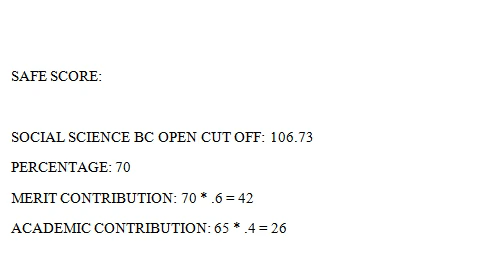 SAFE SCORE:
SOCIAL SCIENCE BC OPEN CUT OFF: 106.73
PERCENTAGE: 70
MERIT CONTRIBUTION: 70 * .6 = 42
ACADEMIC CONTRIBUTION: 65 * .4 = 26